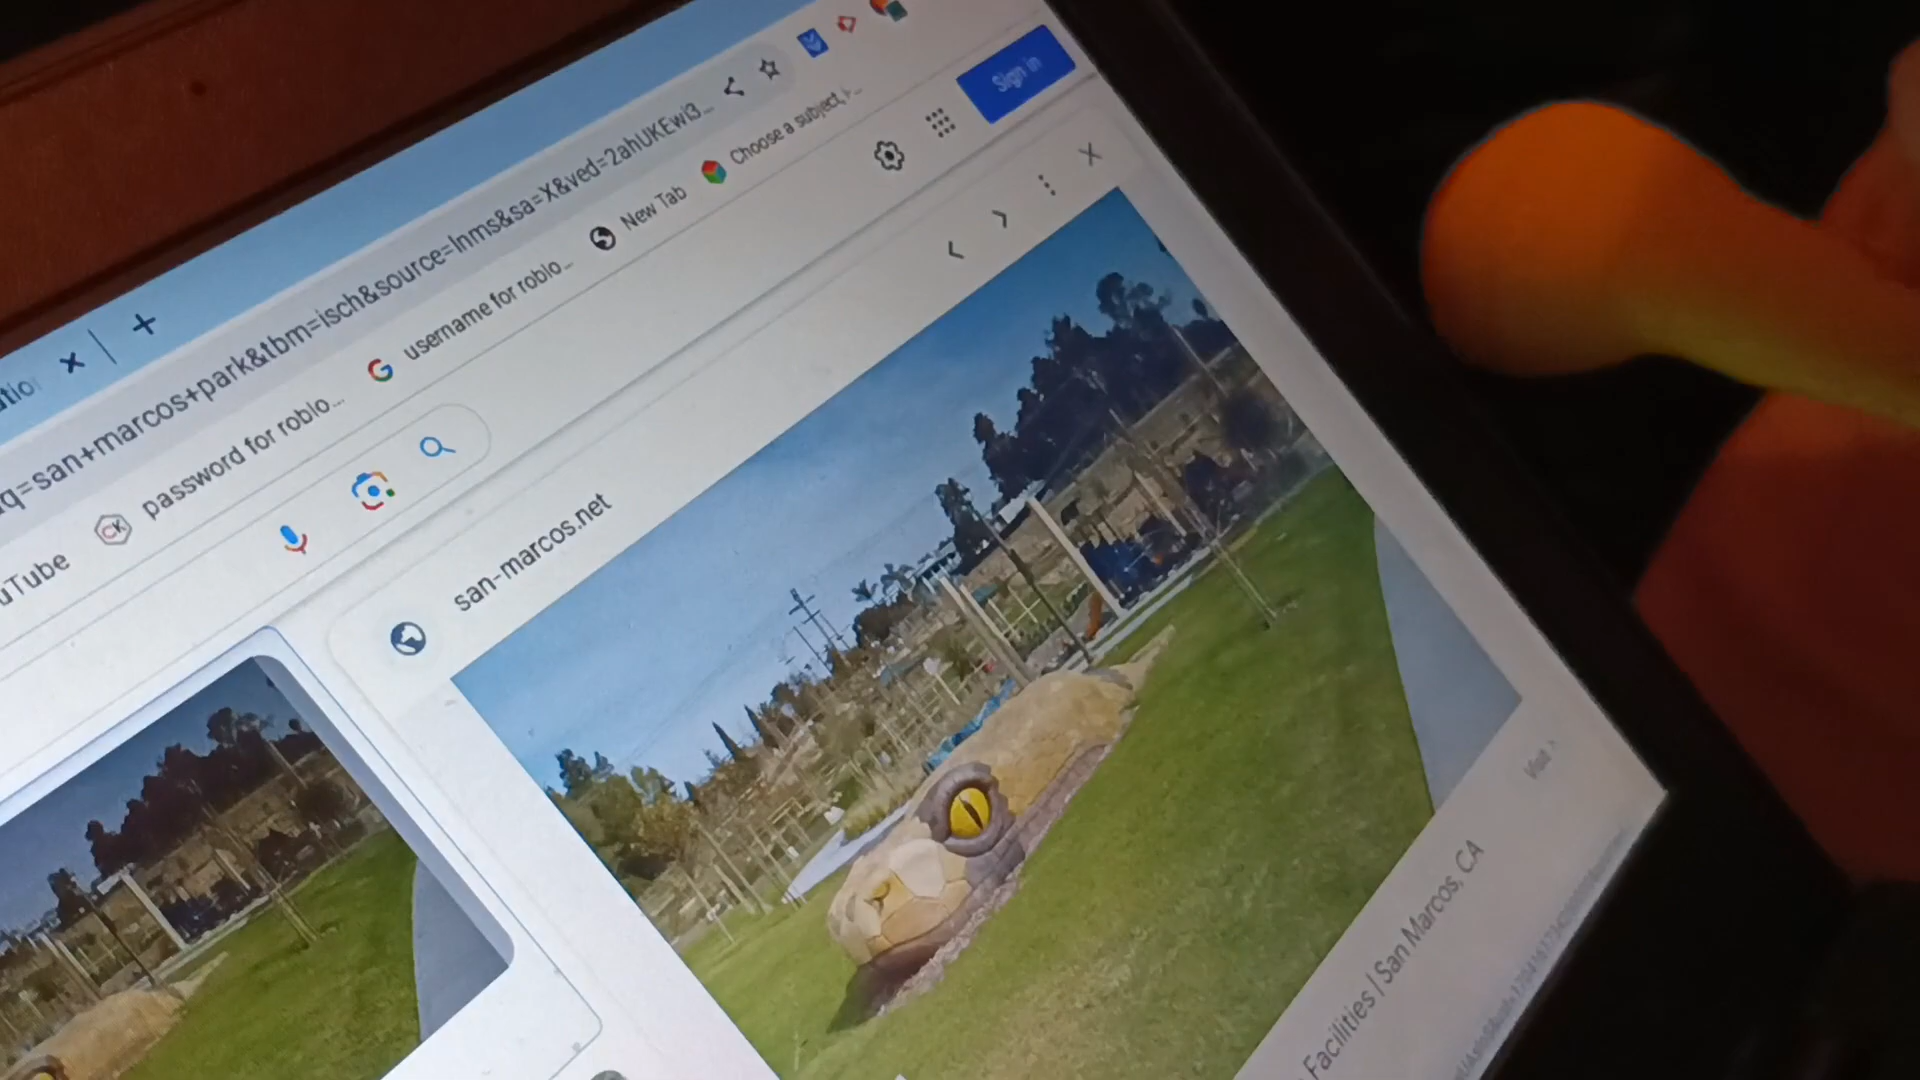 Sign in
q=san+marcos+park&tbm=isch&source=lnms&sa=X&ved=2ahUKEwi3...
uTube
password for roblo...
username for roblo...
New Tab
Choose a subject,
san-marcos.net
Visit >
Facilities | San Marcos, CA